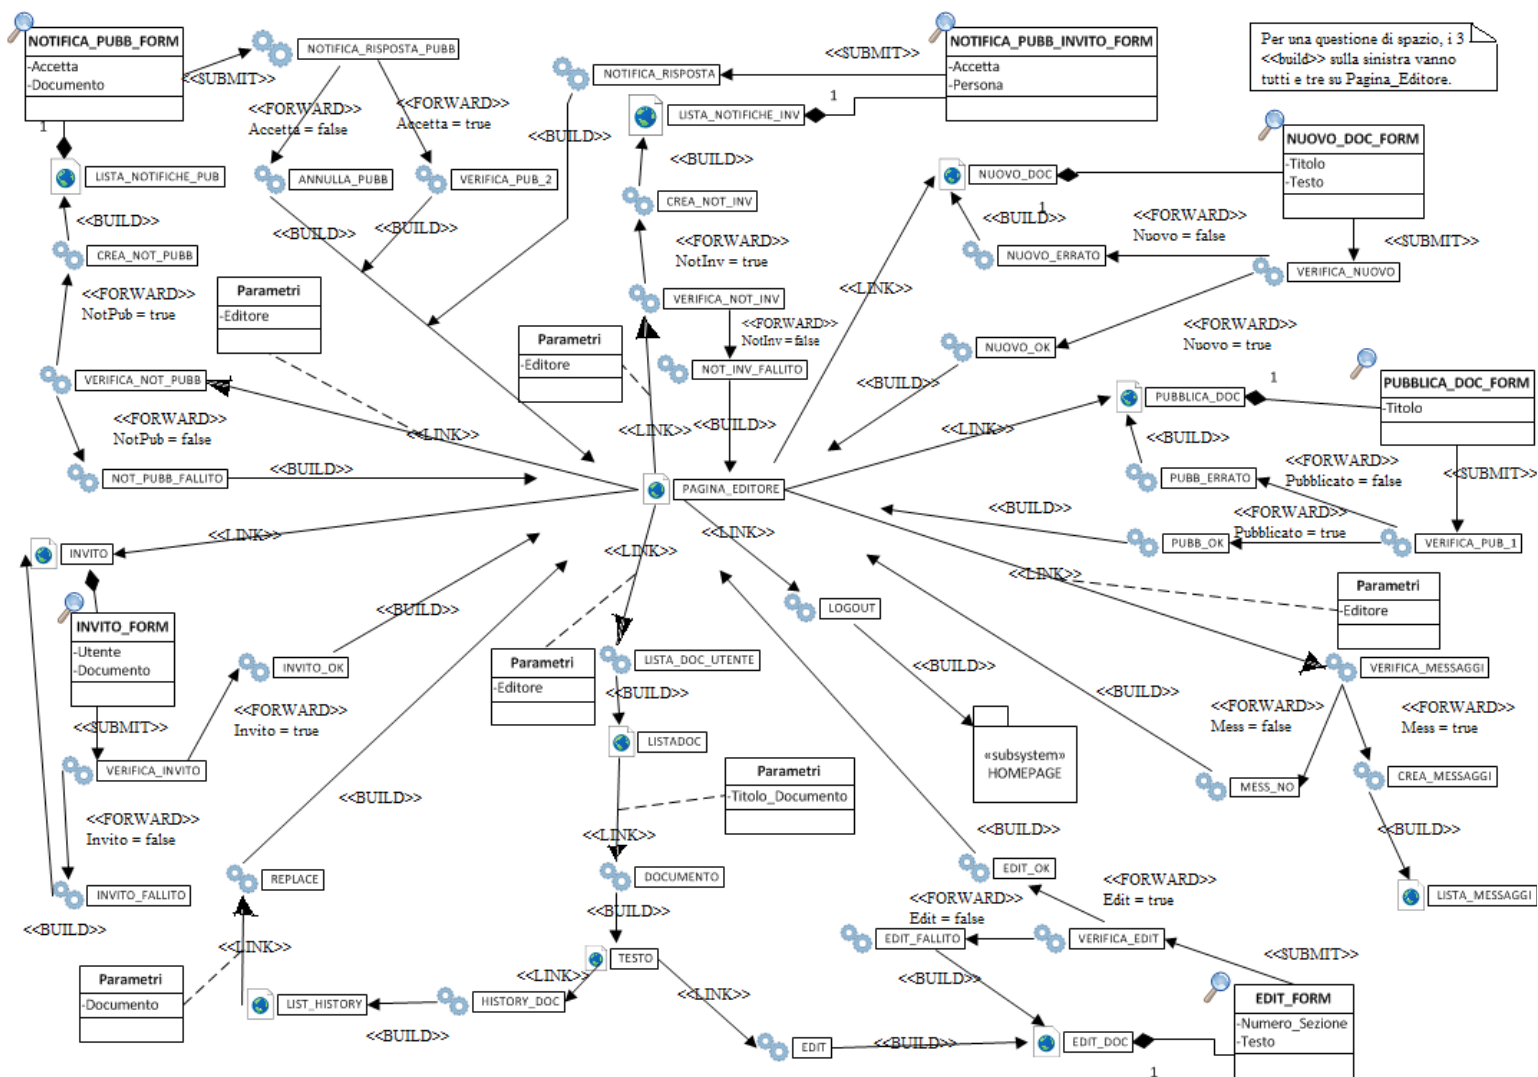 NOTIFICA_PUBB_FORM
-Accetta
-Documento
1
<<SUBMIT>>
NOTIFICA_RISPOSTA_PUBB
<<FORWARD>>
Accetta = false
<<FORWARD>>
Accetta = true
ANNULLA_PUBB
VERIFICA_PUB_2
<<BUILD>>
<<BUILD>>
LISTA_NOTIFICHE_PUB
<<BUILD>>
CREA_NOT_PUBB
<<FORWARD>>
NotPub = true
VERIFICA_NOT_PUBB
<<FORWARD>>
NotPub = false
NOT_PUBB_FALLITO
<<BUILD>>
Parametri
-Editore
<<LINK>>
NOTIFICA_RISPOSTA
<<BUILD>>
<<SUBMIT>>
NOTIFICA_PUBB_INVITO_FORM
-Accetta
-Persona
1
LISTA_NOTIFICHE_INV
<<BUILD>>
CREA_NOT_INV
<<FORWARD>>
NotInv = true
VERIFICA_NOT_INV
<<FORWARD>>
NotInv = false
NOT_INV_FALLITO
<<BUILD>>
Parametri
-Editore
<<LINK>>
Per una questione di spazio, i 3
<<build>> sulla sinistra vanno
tutti e tre su Pagina_Editore.
NUOVO_DOC_FORM
-Titolo
-Testo
NUOVO_DOC
1
<<BUILD>>
NUOVO_ERRATO
<<FORWARD>>
Nuovo = false
<<SUBMIT>>
VERIFICA_NUOVO
<<LINK>>
<<FORWARD>>
Nuovo = true
NUOVO_OK
<<BUILD>>
PUBBLICA_DOC_FORM
-Titolo
1
PUBBLICA_DOC
<<LINK>>
<<BUILD>>
PUBB_ERRATO
<<FORWARD>>
Pubblicato = false
<<SUBMIT>>
<<BUILD>>
<<FORWARD>>
Pubblicato = true
PUBB_OK
VERIFICA_PUB_1
PAGINA_EDITORE
<<LINK>>
INVITO
INVITO_FORM
-Utente
-Documento
<<SUBMIT>>
VERIFICA_INVITO
<<FORWARD>>
Invito = true
INVITO_OK
<<BUILD>>
<<FORWARD>>
Invito = false
INVITO_FALLITO
<<BUILD>>
<<LINK>>
Parametri
-Editore
LISTA_DOC_UTENTE
<<BUILD>>
LISTADOC
Parametri
-Titolo_Documento
<<LINK>>
DOCUMENTO
<<BUILD>>
TESTO
<<LINK>>
HISTORY_DOC
<<BUILD>>
LIST_HISTORY
<<LINK>>
Parametri
-Documento
REPLACE
<<BUILD>>
<<LINK>>
LOGOUT
<<BUILD>>
«subsystem»
HOMEPAGE
<<LINK>>
Parametri
-Editore
VERIFICA_MESSAGGI
<<FORWARD>>
Mess = false
<<FORWARD>>
Mess = true
<<BUILD>>
MESS_NO
CREA_MESSAGGI
<<BUILD>>
LISTA_MESSAGGI
<<BUILD>>
EDIT_OK
<<FORWARD>>
Edit = true
<<FORWARD>>
Edit = false
EDIT_FALLITO
VERIFICA_EDIT
<<SUBMIT>>
<<BUILD>>
<<LINK>>
EDIT
<<BUILD>>
EDIT_DOC
1
EDIT_FORM
-Numero_Sezione
-Testo